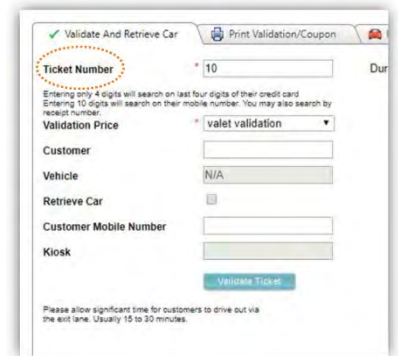 Validate And Retrieve Car Print Validation/Coupon
Ticket Number * 10 Dur
Entering only 4 digits will search on last four digits of their credit card
Entering 10 digits will search on their mobile number. You may also search by
receipt number.
Validation Price * valet validation
Customer
Vehicle N/A
Retrieve Car
Customer Mobile Number
Kiosk
Validate Ticket
Please allow significant time for customers to drive out via
the exit lane. Usually 15 to 30 minutes.